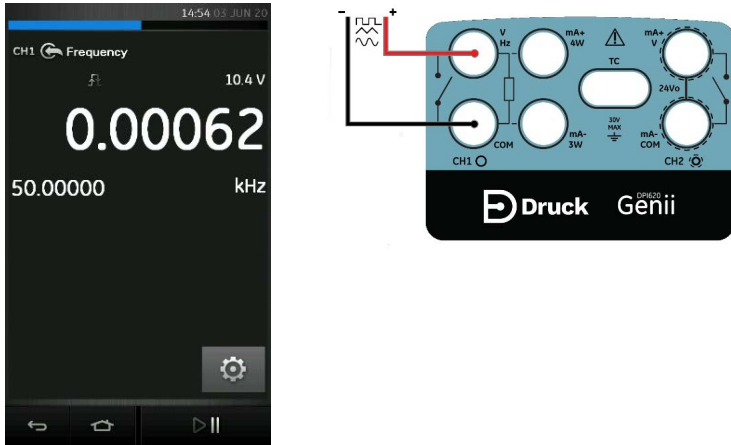 14:54 03 JUN 20
CH1 Frequency
10.4 V
0.00062
50.00000 kHz
− +
V
Hz
mA+
4W
TC
mA+
V
24Vo
30V
MAX
COM
mA-
3W
mA-
COM
CH1
CH2
Druck
DPI620
Genii